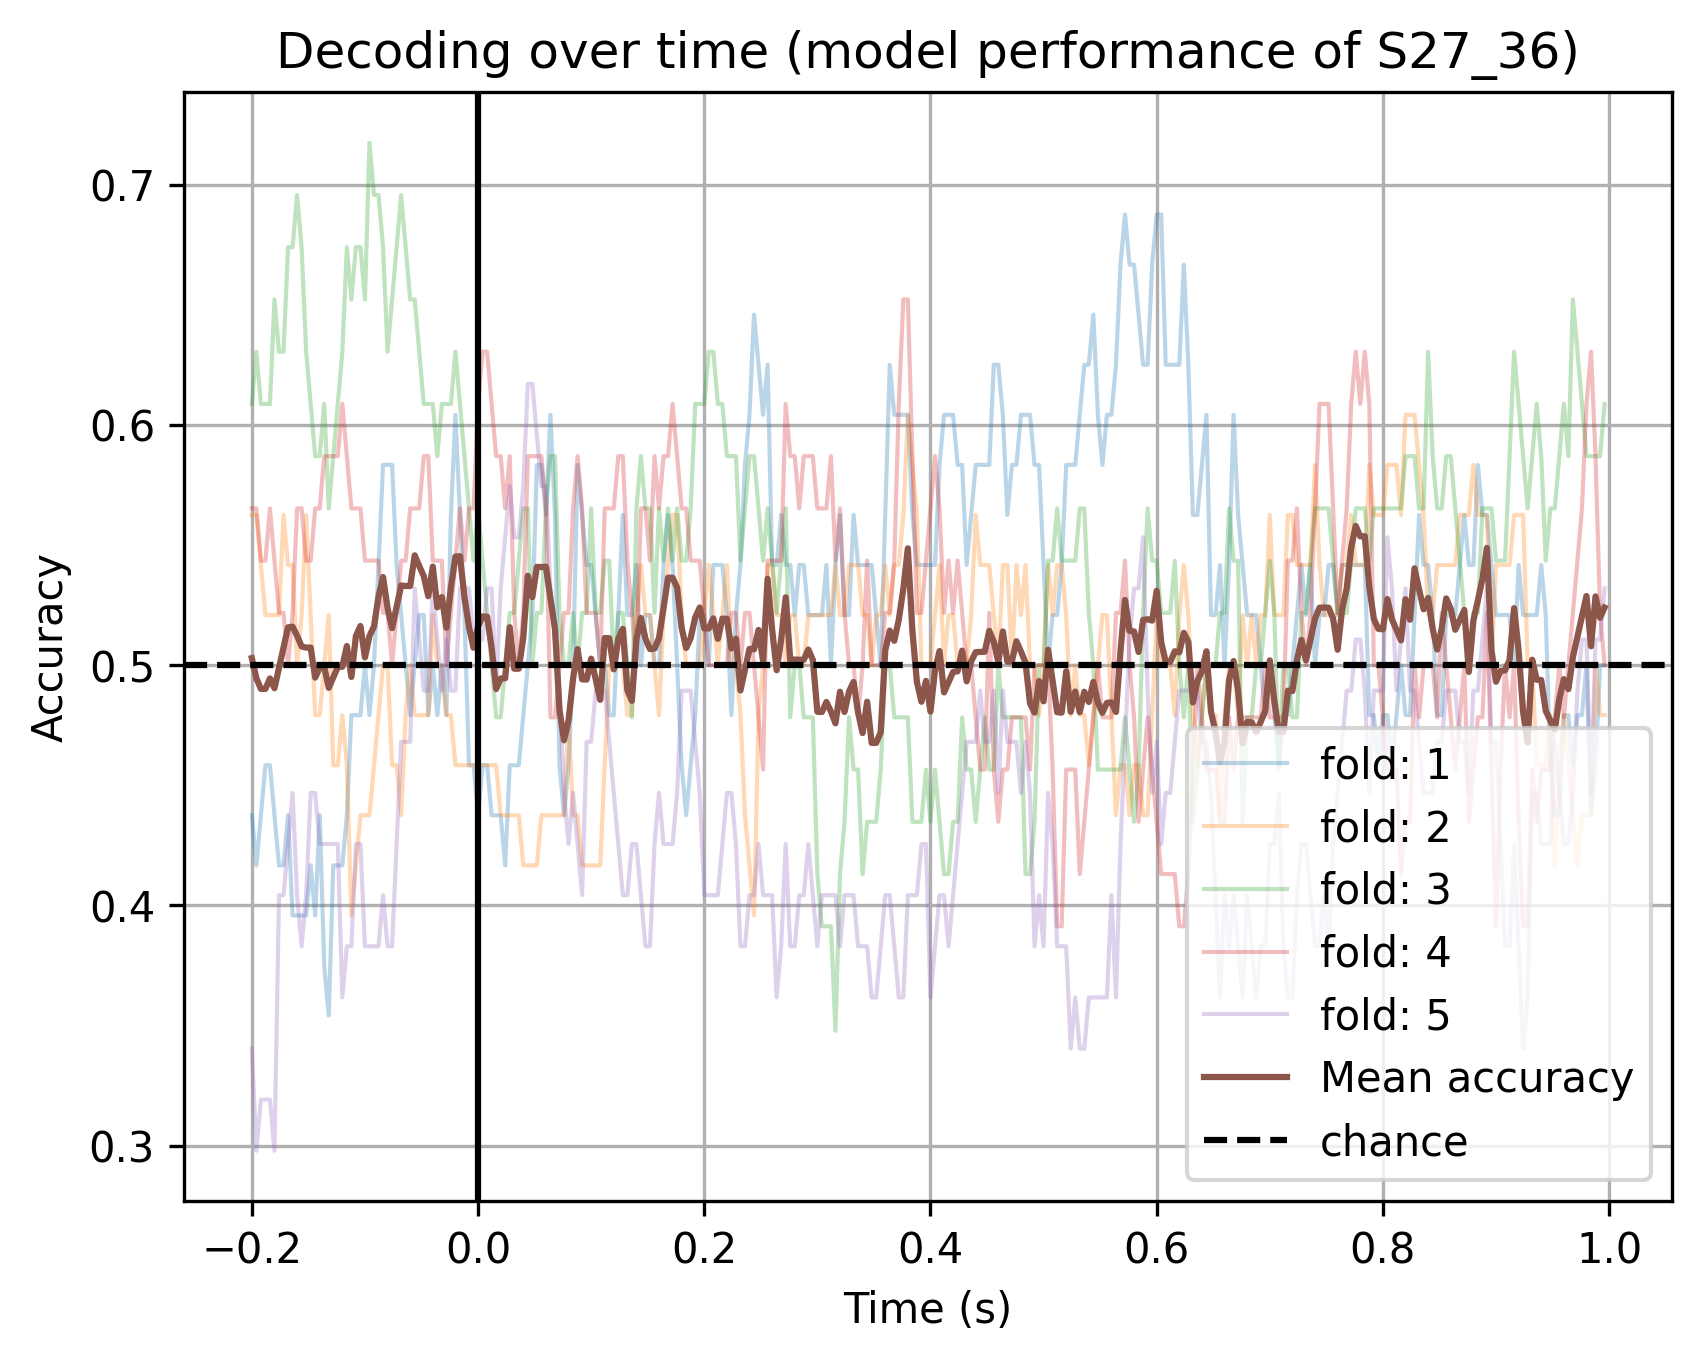 Decoding over time (model performance of S27_36)
Accuracy
0.7
0.6
0.5
0.4
0.3
fold: 1
fold: 2
fold: 3
fold: 4
fold: 5
Mean accuracy
chance
−0.2 0.0 0.2 0.4 0.6 0.8 1.0
Time (s)